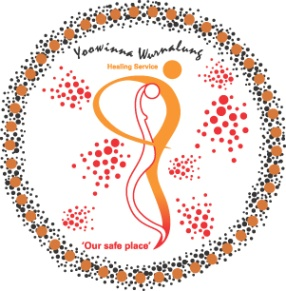 Yoowinna Wurnalung
Healing Service
'Our safe place'